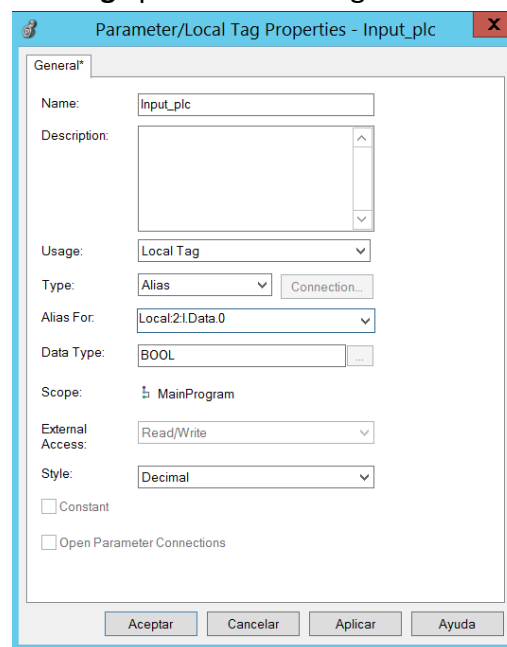 Parameter/Local Tag Properties - Input_plc
X
General*
Name:
Input_plc
Description:
Usage:
Local Tag
Type:
Alias
Connection...
Alias For:
Local:2:I.Data.0
Data Type:
BOOL
...
Scope:
MainProgram
External
Access:
Read/Write
Style:
Decimal
Constant
Open Parameter Connections
Aceptar
Cancelar
Aplicar
Ayuda